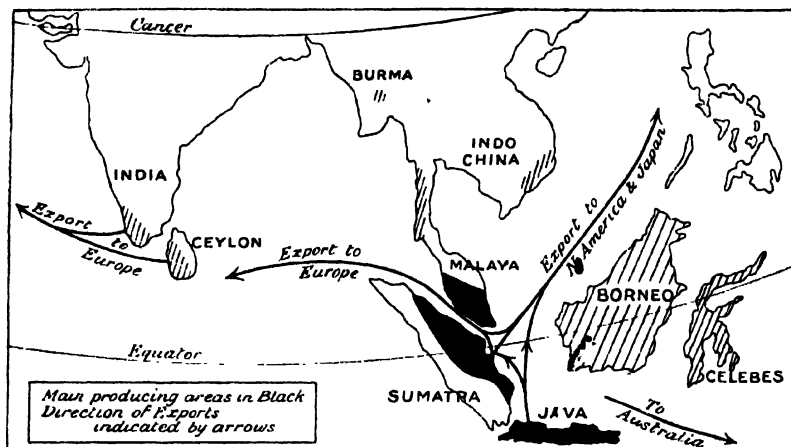 Cancer
BURMA
INDO
CHINA
INDIA
CEYLON
Export
to
Europe
Export to
Europe
MALAYA
Export to
N. America & Japan
BORNEO
Equator
SUMATRA
CELEBES
JAVA
To
Australia
Main producing areas in Black
Direction of Exports
indicated by arrows